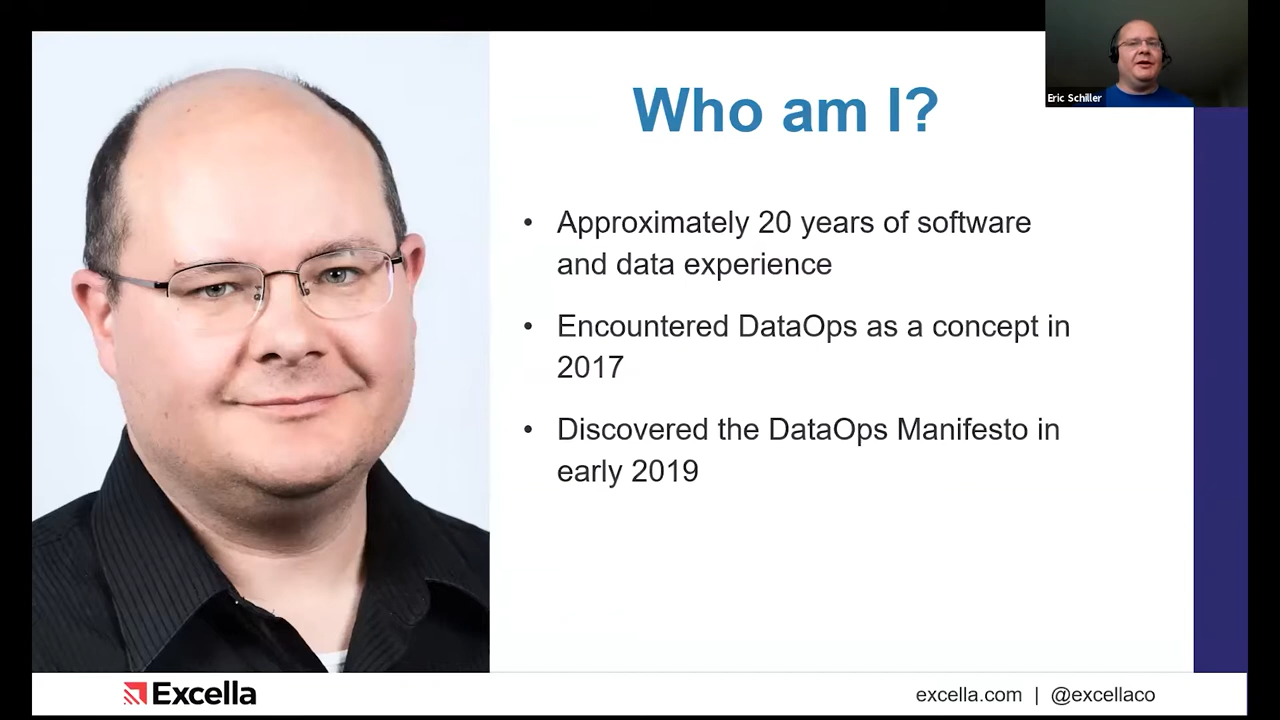 Eric Schiller
Who am I?
• Approximately 20 years of software
and data experience
• Encountered DataOps as a concept in
2017
• Discovered the DataOps Manifesto in
early 2019
Excella
excella.com | @excellaco